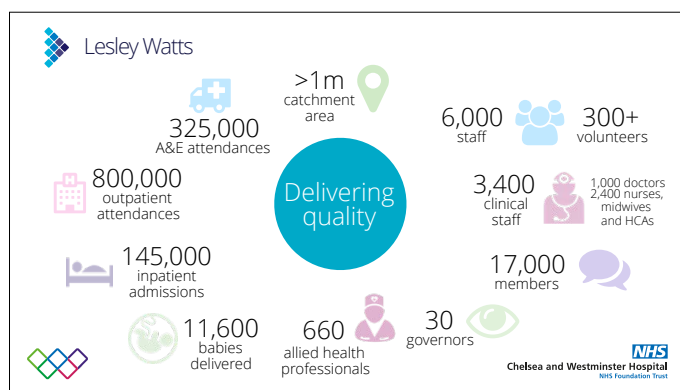 Lesley Watts
>1m
catchment
area
325,000
A&E attendances
6,000
staff
300+
volunteers
800,000
outpatient
attendances
Delivering
quality
3,400
clinical
staff
1,000 doctors
2,400 nurses,
midwives
and HCAs
145,000
inpatient
admissions
17,000
members
11,600
babies
delivered
660
allied health
professionals
30
governors
NHS
Chelsea and Westminster Hospital
NHS Foundation Trust